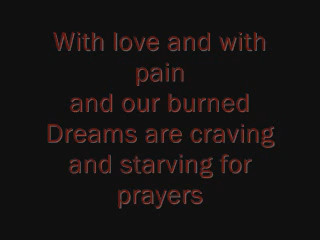 With love and with
pain
and our burned
Dreams are craving
and starving for
prayers